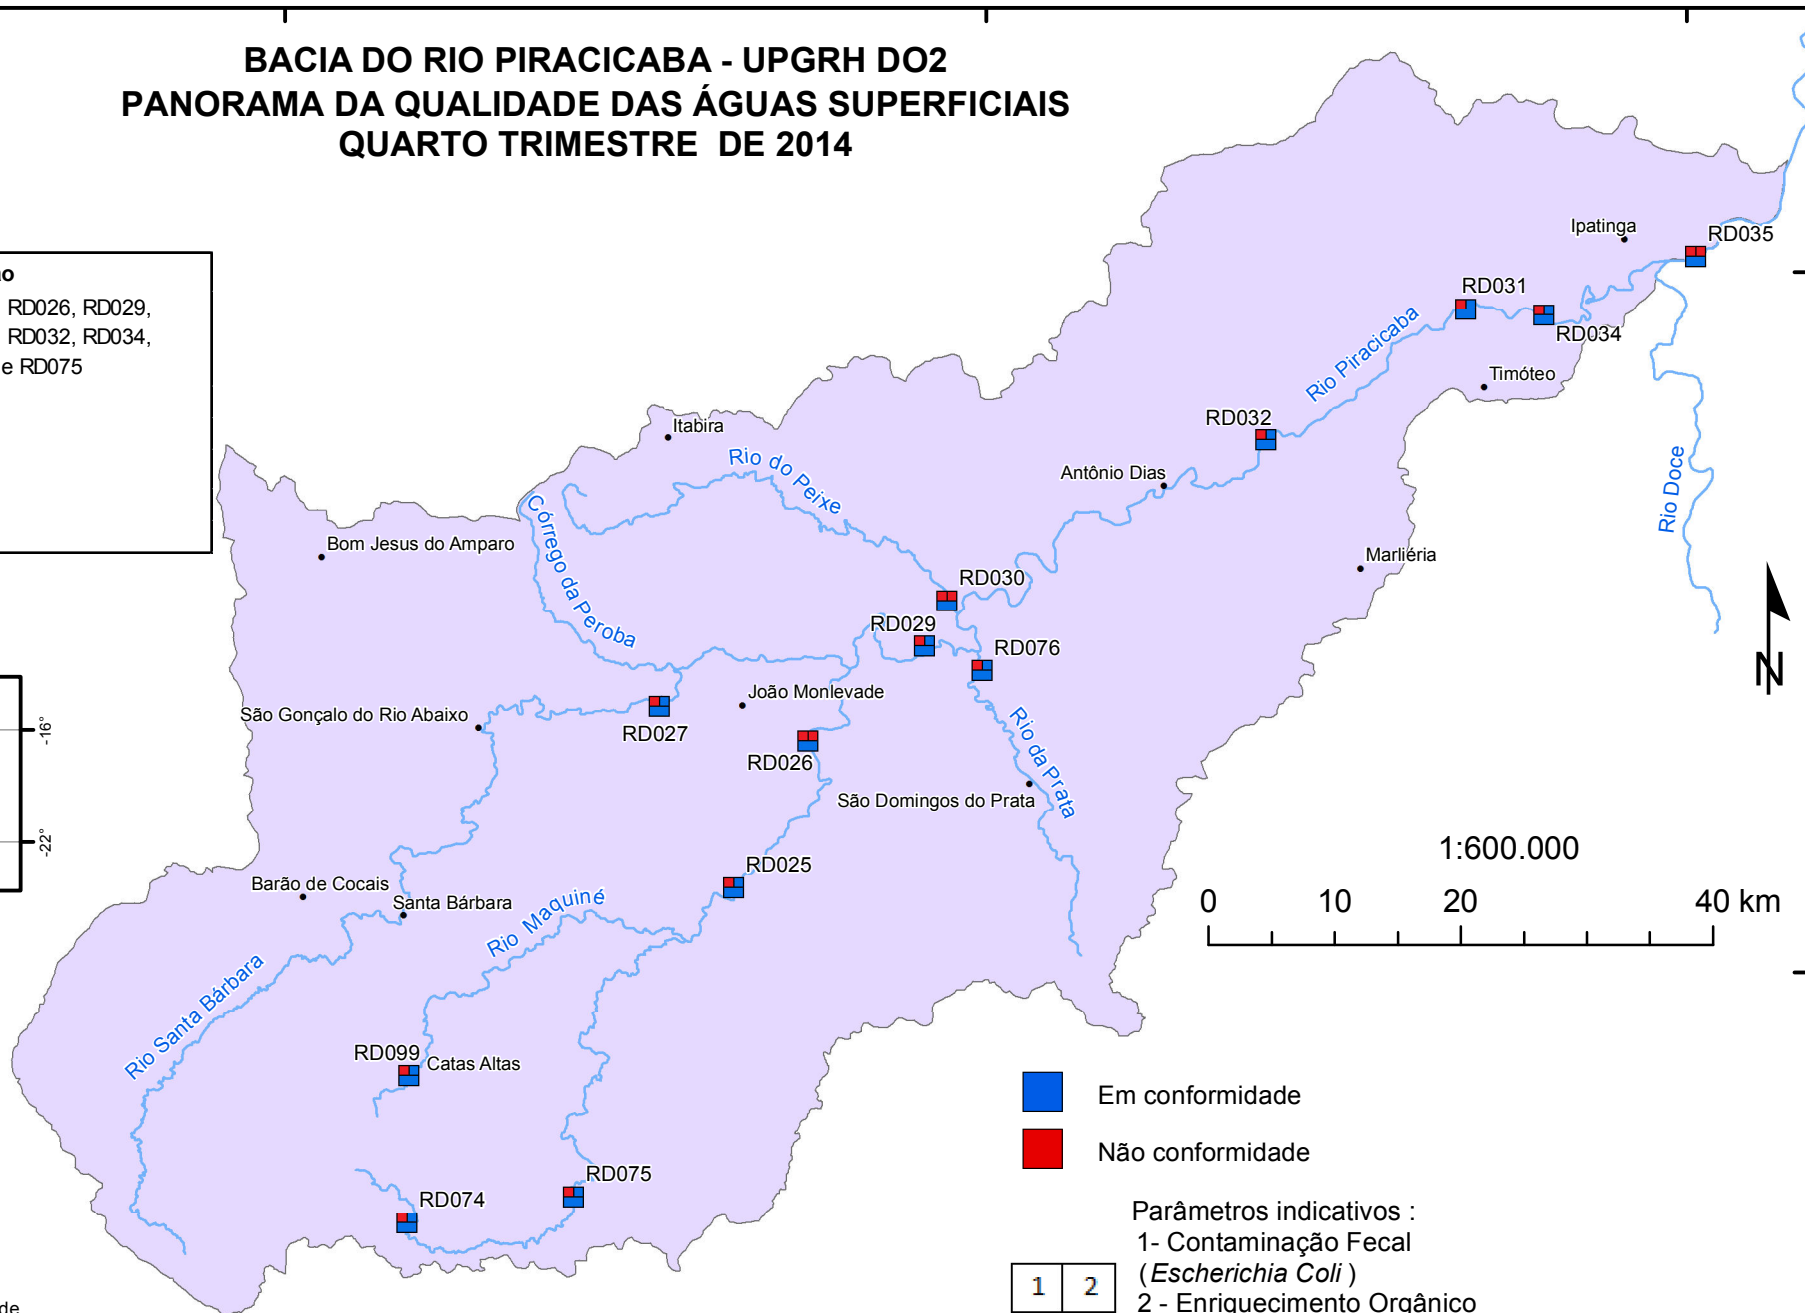 BACIA DO RIO PIRACICABA - UPGRH DO2
PANORAMA DA QUALIDADE DAS ÁGUAS SUPERFICIAIS
QUARTO TRIMESTRE DE 2014
RD026, RD029,
RD032, RD034,
e RD075
Ipatinga
RD035
RD031
RD034
Rio Piracicaba
Timóteo
RD032
Itabira
Rio do Peixe
Antônio Dias
Rio Doce
Córrego da Peroba
Bom Jesus do Amparo
Marliéria
RD030
RD029
RD076
N
João Monlevade
São Gonçalo do Rio Abaixo
RD027
RD026
Rio da Prata
São Domingos do Prata
-16°
-22°
1:600.000
0 10 20 40 km
RD025
Barão de Cocais
Santa Bárbara
Rio Maquiné
Rio Santa Bárbara
RD099
Catas Altas
RD075
RD074
Em conformidade
Não conformidade
Parâmetros indicativos :
1- Contaminação Fecal
(Escherichia Coli )
1 2
2 - Enriquecimento Orgânico